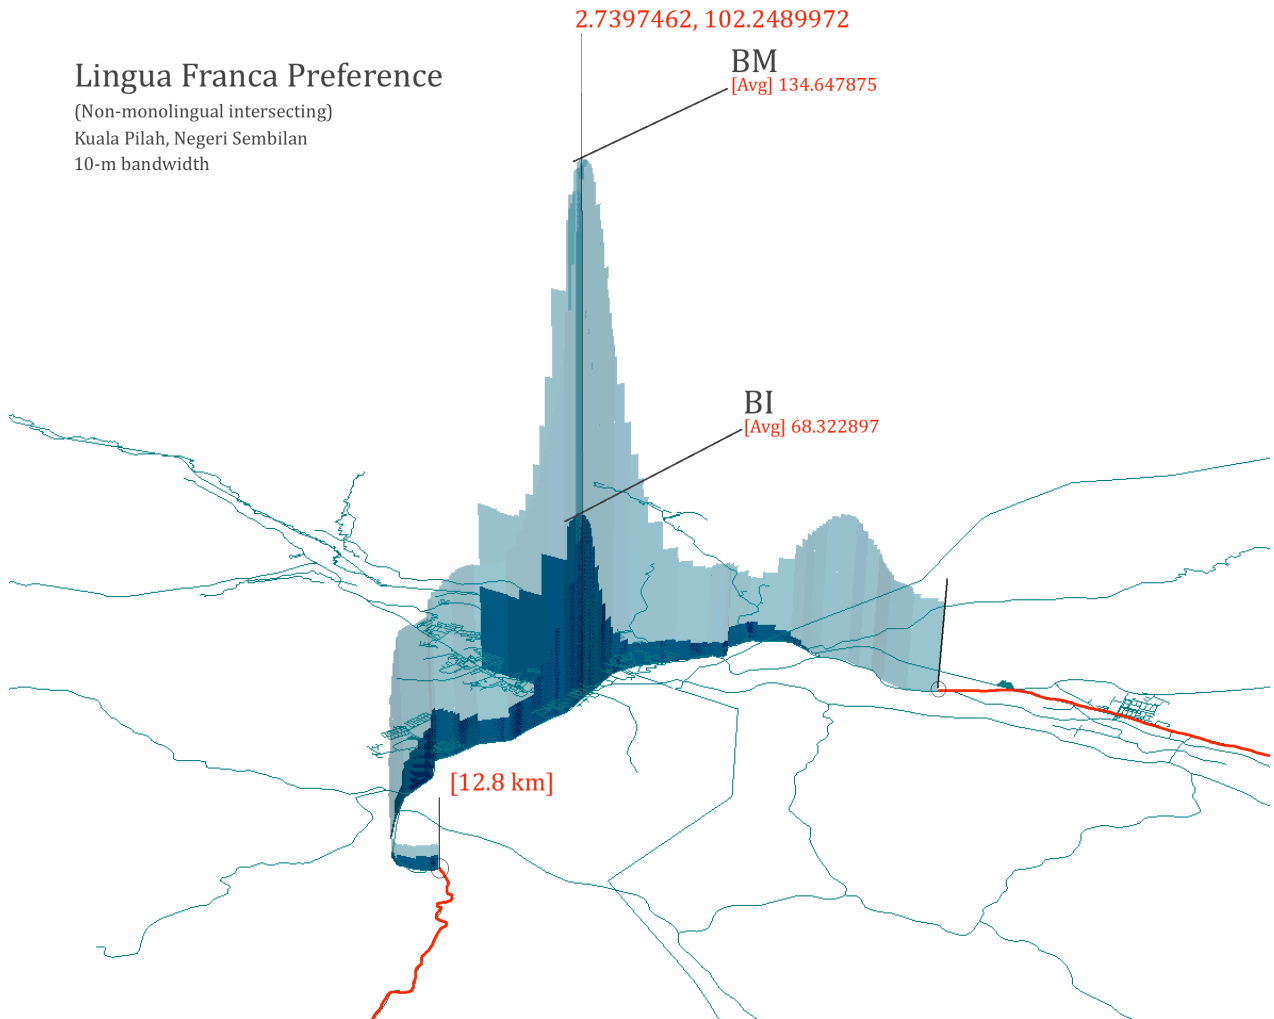 2.7397462, 102.2489972
BM
[Avg] 134.647875
Lingua Franca Preference
(Non-monolingual intersecting)
Kuala Pilah, Negeri Sembilan
10-m bandwidth
BI
[Avg] 68.322897
[12.8 km]